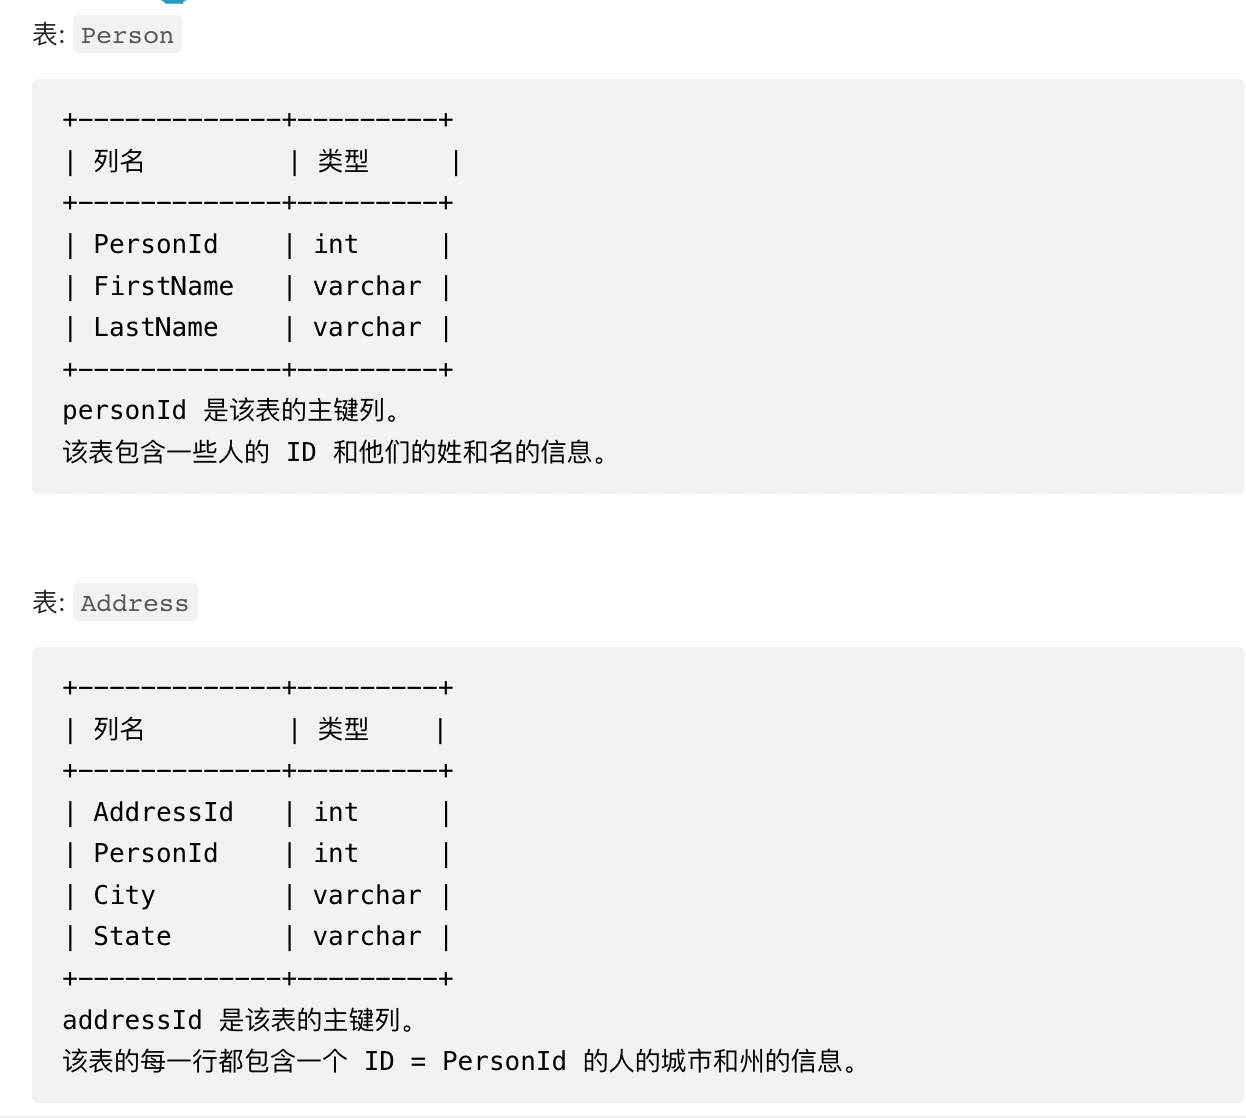 表: Person
+-------------+---------+
| 列名         | 类型     |
+-------------+---------+
| PersonId    | int     |
| FirstName   | varchar |
| LastName    | varchar |
+-------------+---------+
personId 是该表的主键列。
该表包含一些人的 ID 和他们的姓和名的信息。
表: Address
+-------------+---------+
| 列名         | 类型    |
+-------------+---------+
| AddressId   | int     |
| PersonId    | int     |
| City        | varchar |
| State       | varchar |
+-------------+---------+
addressId 是该表的主键列。
该表的每一行都包含一个 ID = PersonId 的人的城市和州的信息。